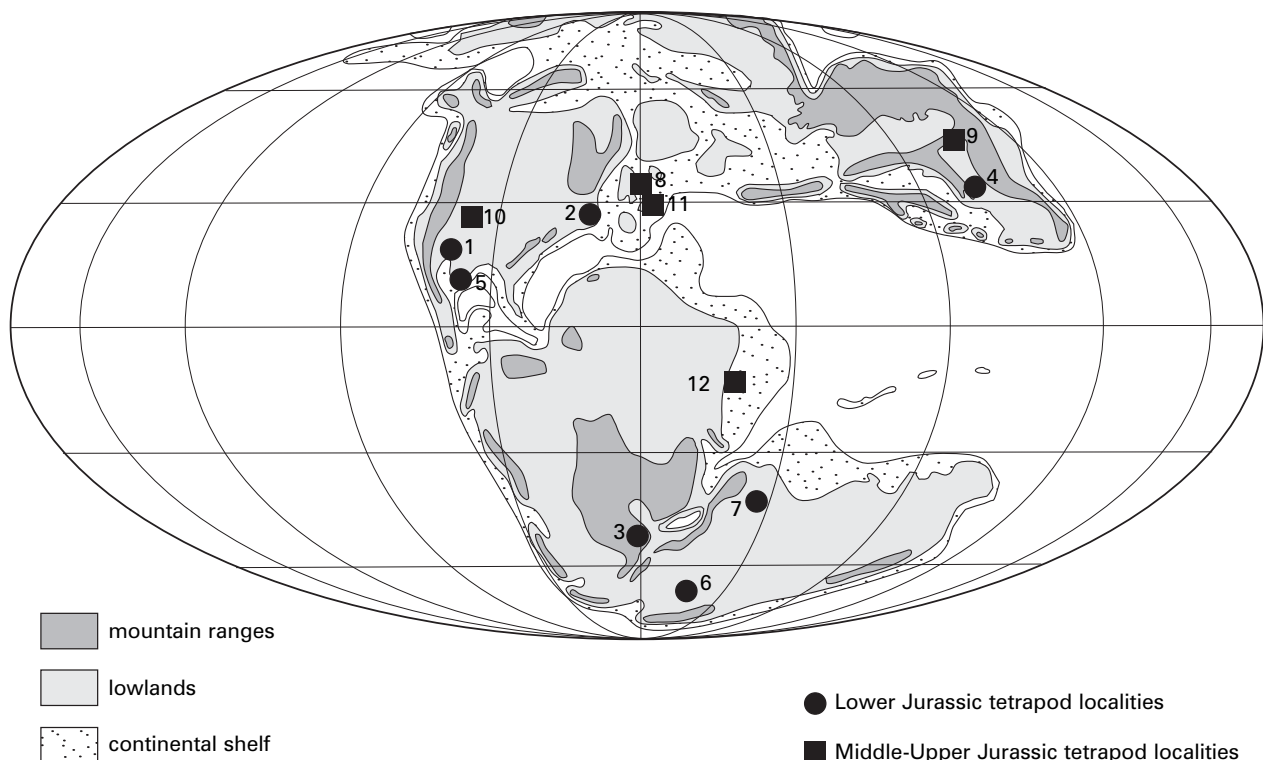 9
4
8
11
2
10
1
5
12
7
3
6
mountain ranges
lowlands
continental shelf
Lower Jurassic tetrapod localities
Middle-Upper Jurassic tetrapod localities